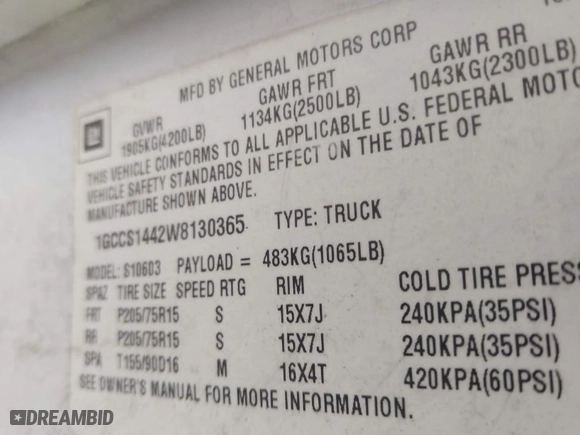 MFD BY GENERAL MOTORS CORP
GM
GVWR GAWR FRT GAWR RR
1905KG(4200LB) 1134KG(2500LB) 1043KG(2300LB)
THIS VEHICLE CONFORMS TO ALL APPLICABLE U.S. FEDERAL MOTO
VEHICLE SAFETY STANDARDS IN EFFECT ON THE DATE OF
MANUFACTURE SHOWN ABOVE.
1GCCS1442W8130365 TYPE: TRUCK
MODEL: S10603 PAYLOAD = 483KG(1065LB)
TIRE SIZE SPEED RTG RIM COLD TIRE PRES
FRT P205/75R15 S 15X7J 240KPA(35PSI)
RR P205/75R15 S 15X7J 240KPA(35PSI)
SPA T155/90D16 M 16X4T 420KPA(60PSI)
SEE OWNER'S MANUAL FOR MORE INFORMATION.
DREAMBID